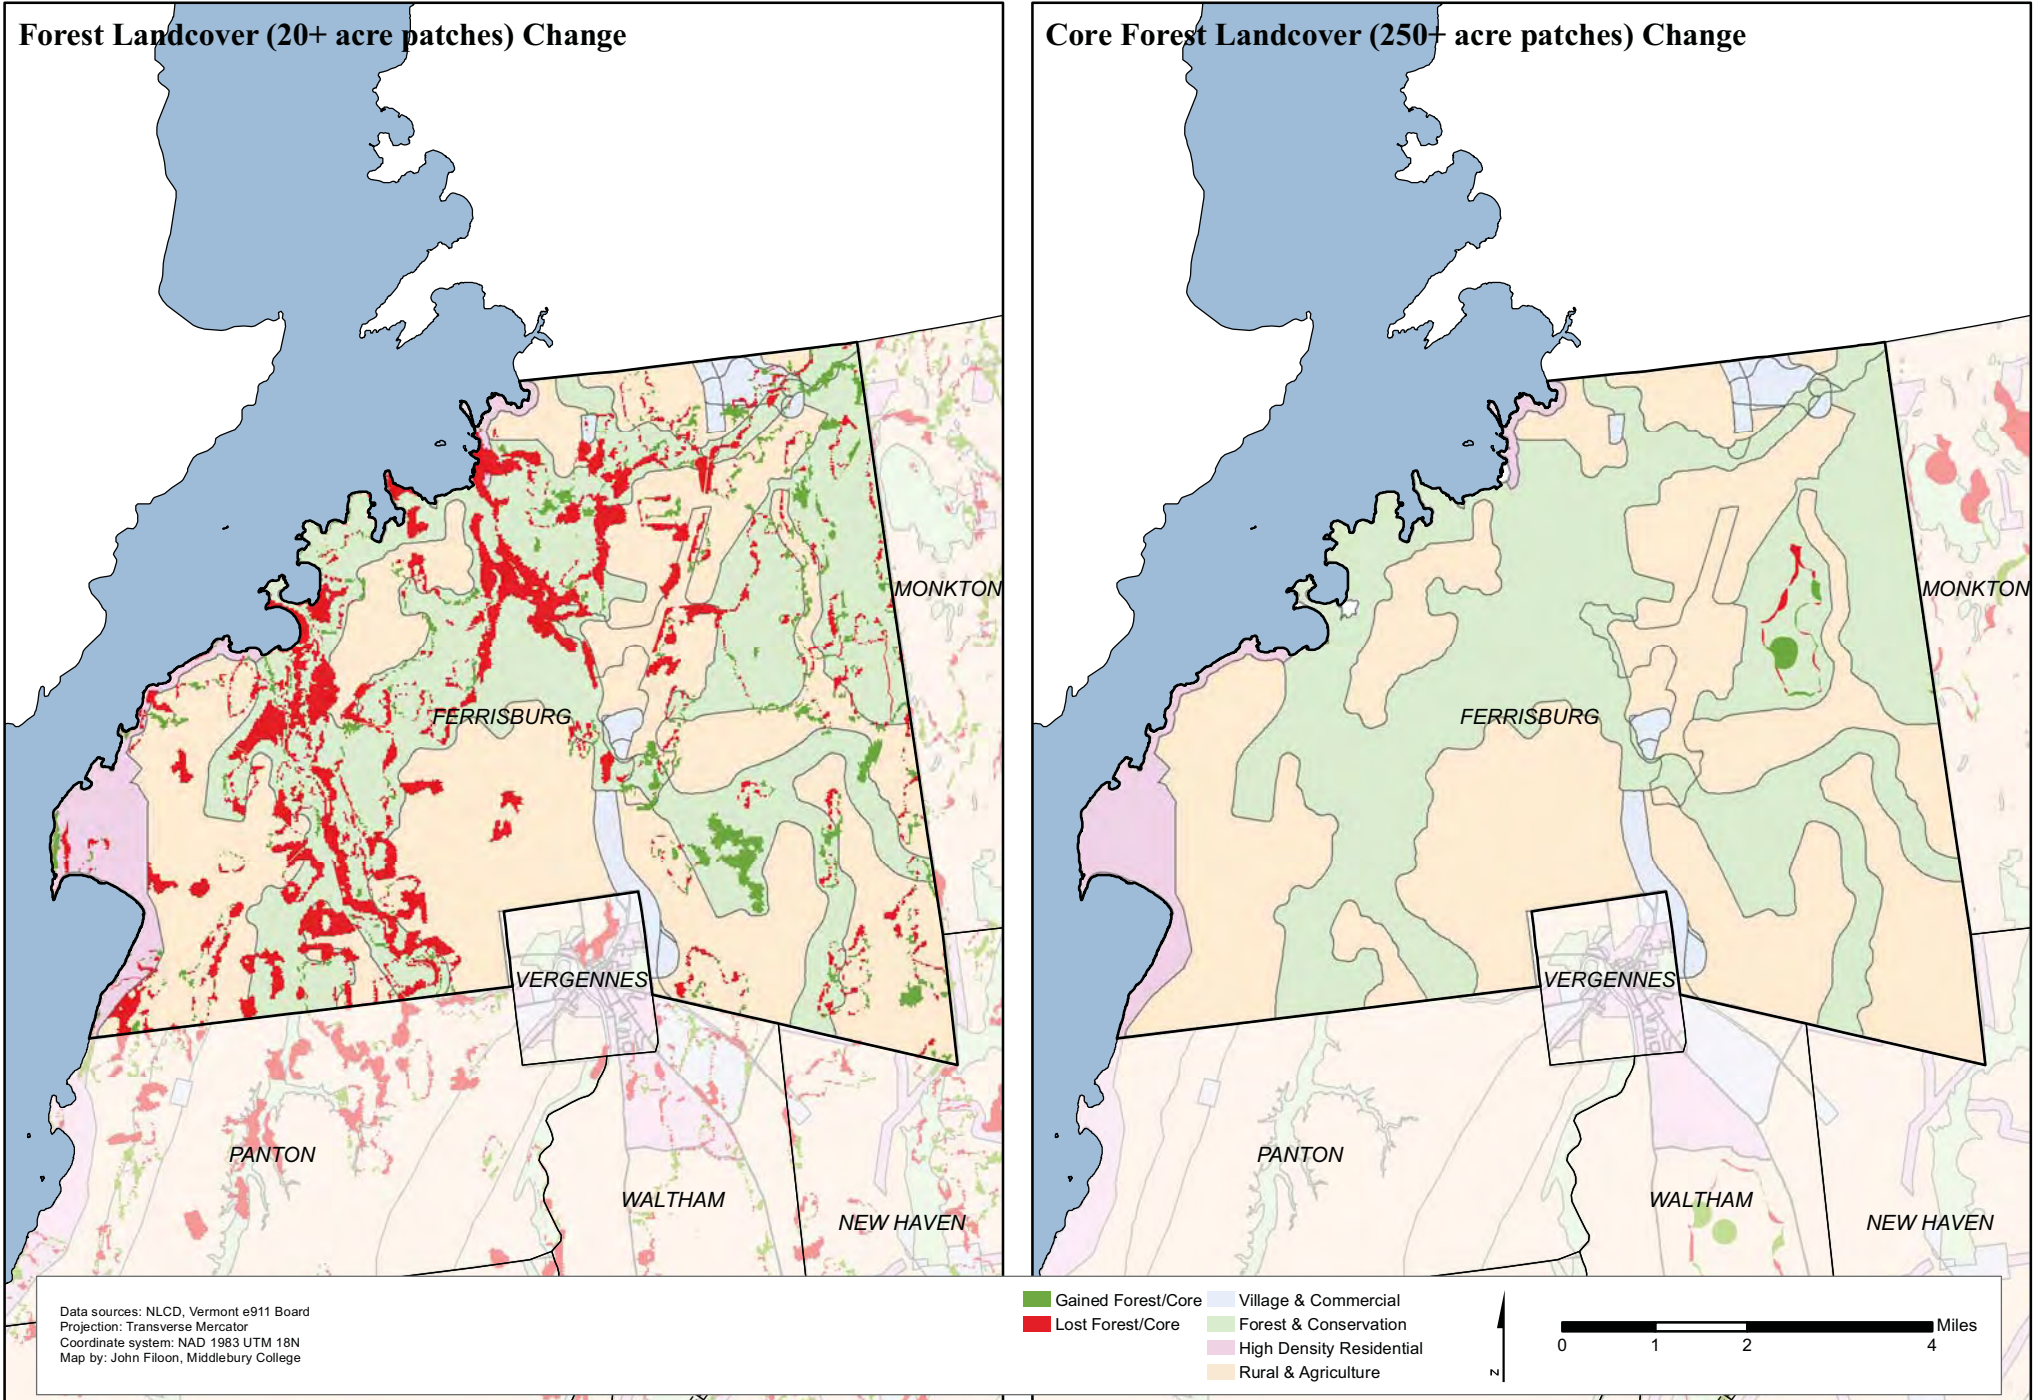 Forest Landcover (20+ acre patches) Change
MONKTON
FERRISBURG
VERGENNES
PANTON
WALTHAM
NEW HAVEN
Core Forest Landcover (250+ acre patches) Change
MONKTON
FERRISBURG
VERGENNES
PANTON
WALTHAM
NEW HAVEN
Data sources: NLCD, Vermont e911 Board
Projection: Transverse Mercator
Coordinate system: NAD 1983 UTM 18N
Map by: John Filoon, Middlebury College
Gained Forest/Core
Lost Forest/Core
Village & Commercial
Forest & Conservation
High Density Residential
Rural & Agriculture
N
Miles
0 1 2 4